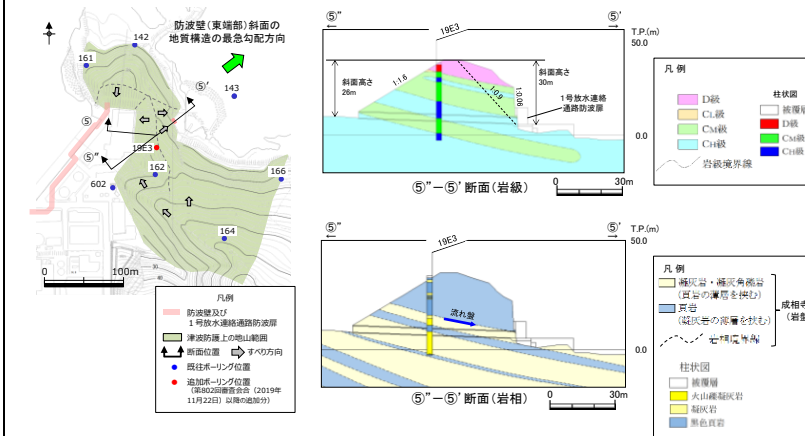 防波壁(東端部)斜面の
地質構造の最急勾配方向
142
161
143
⑤'
⑤
⑤"
19E3
162
602
166
164
0
100m
凡例
防波壁及び
1号放水連絡通路防波扉
津波防護上の地山範囲
断面位置
すべり方向
既往ボーリング位置
追加ボーリング位置
(第802回審査会合(2019年
11月22日)以降の追加分)
⑤"
⑤'
19E3
T.P.(m)
50.0
0.0
斜面高さ
26m
1:1.6
1:0.9
1:0.06
斜面高さ
30m
1号放水連絡
通路防波扉
⑤"-⑤'断面(岩級)
0
30m
凡 例
D級
CL級
CM級
CH級
岩級境界線
柱状図
被覆層
D級
CM級
CH級
⑤"
⑤'
19E3
T.P.(m)
50.0
0.0
流れ盤
⑤"-⑤'断面(岩相)
0
30m
凡 例
凝灰岩・凝灰角礫岩
(頁岩の薄層を挟む)
頁岩
(凝灰岩の薄層を挟む)
岩相境界線
成相寺
(岩盤
柱状図
被覆層
火山礫凝灰岩
凝灰岩
黒色頁岩